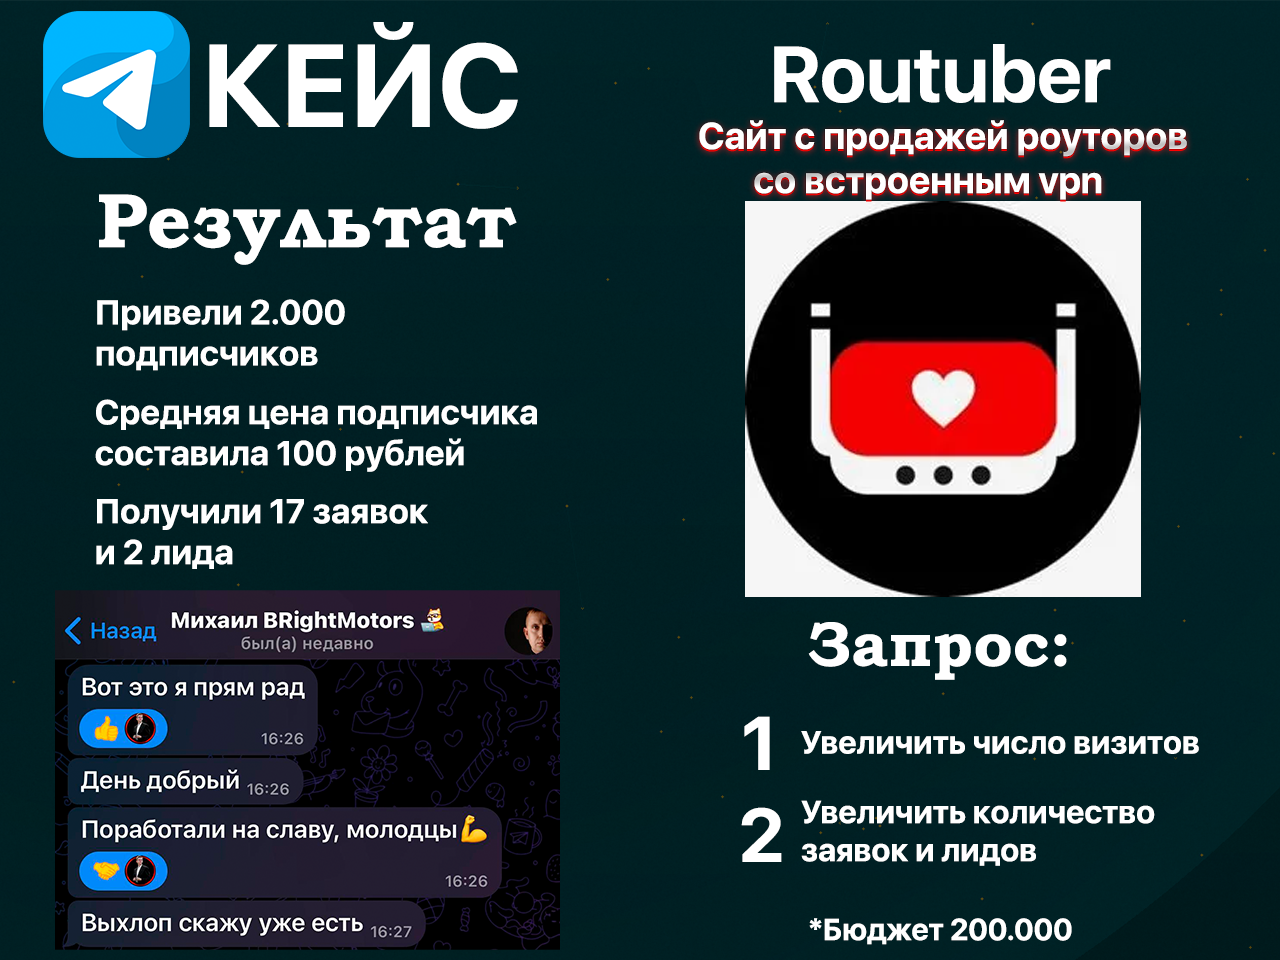 КЕЙС
Результат
Привели 2.000
подписчиков
Средняя цена подписчика
составила 100 рублей
Получили 17 заявок
и 2 лида
Назад
Михаил BRightMotors
был(а) недавно
Вот это я прям рад
16:26
День добрый 16:26
Поработали на славу, молодцы💪
16:26
Выхлоп скажу уже есть 16:27
Routuber
Сайт с продажей роуторов
со встроенным vpn
Запрос:
1 Увеличить число визитов
2 Увеличить количество
заявок и лидов
*Бюджет 200.000